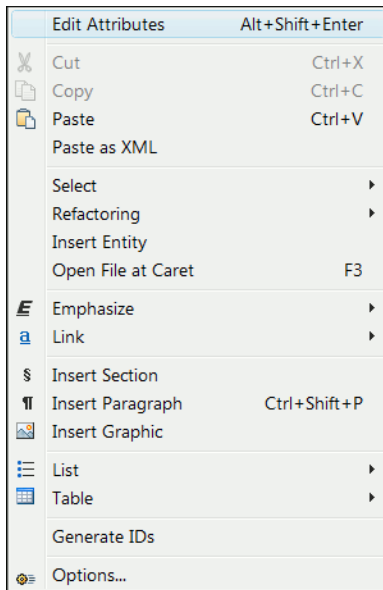 Edit Attributes Alt+Shift+Enter
Cut Ctrl+X
Copy Ctrl+C
Paste Ctrl+V
Paste as XML
Select
Refactoring
Insert Entity
Open File at Caret F3
E Emphasize
a Link
§ Insert Section
¶ Insert Paragraph Ctrl+Shift+P
Insert Graphic
List
Table
Generate IDs
Options...